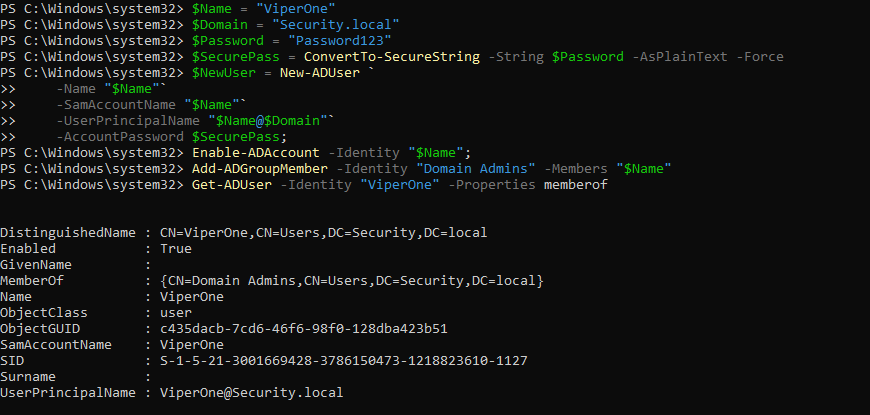 PS C:\Windows\system32> $Name = "ViperOne"
PS C:\Windows\system32> $Domain = "Security.local"
PS C:\Windows\system32> $Password = "Password123"
PS C:\Windows\system32> $SecurePass = ConvertTo-SecureString -String $Password -AsPlainText -Force
PS C:\Windows\system32> $NewUser = New-ADUser `
>>     -Name "$Name"`
>>     -SamAccountName "$Name"`
>>     -UserPrincipalName "$Name@$Domain"`
>>     -AccountPassword $SecurePass;
PS C:\Windows\system32> Enable-ADAccount -Identity "$Name";
PS C:\Windows\system32> Add-ADGroupMember -Identity "Domain Admins" -Members "$Name"
PS C:\Windows\system32> Get-ADUser -Identity "ViperOne" -Properties memberof
DistinguishedName : CN=ViperOne,CN=Users,DC=Security,DC=local
Enabled           : True
GivenName         :
MemberOf          : {CN=Domain Admins,CN=Users,DC=Security,DC=local}
Name              : ViperOne
ObjectClass       : user
ObjectGUID        : c435dacb-7cd6-46f6-98f0-128dba423b51
SamAccountName    : ViperOne
SID               : S-1-5-21-3001669428-3786150473-1218823610-1127
Surname           :
UserPrincipalName : ViperOne@Security.local